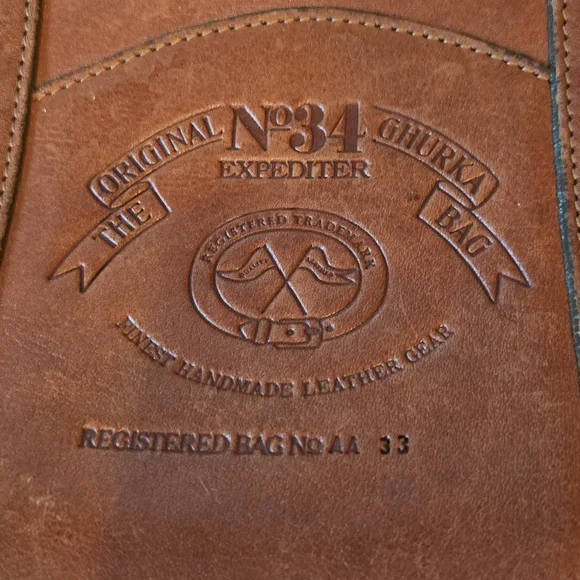 THE ORIGINAL No34 GHURKA BAG
EXPEDITER
REGISTERED TRADEMARK
FINEST HANDMADE LEATHER GEAR
REGISTERED BAG No AA 33